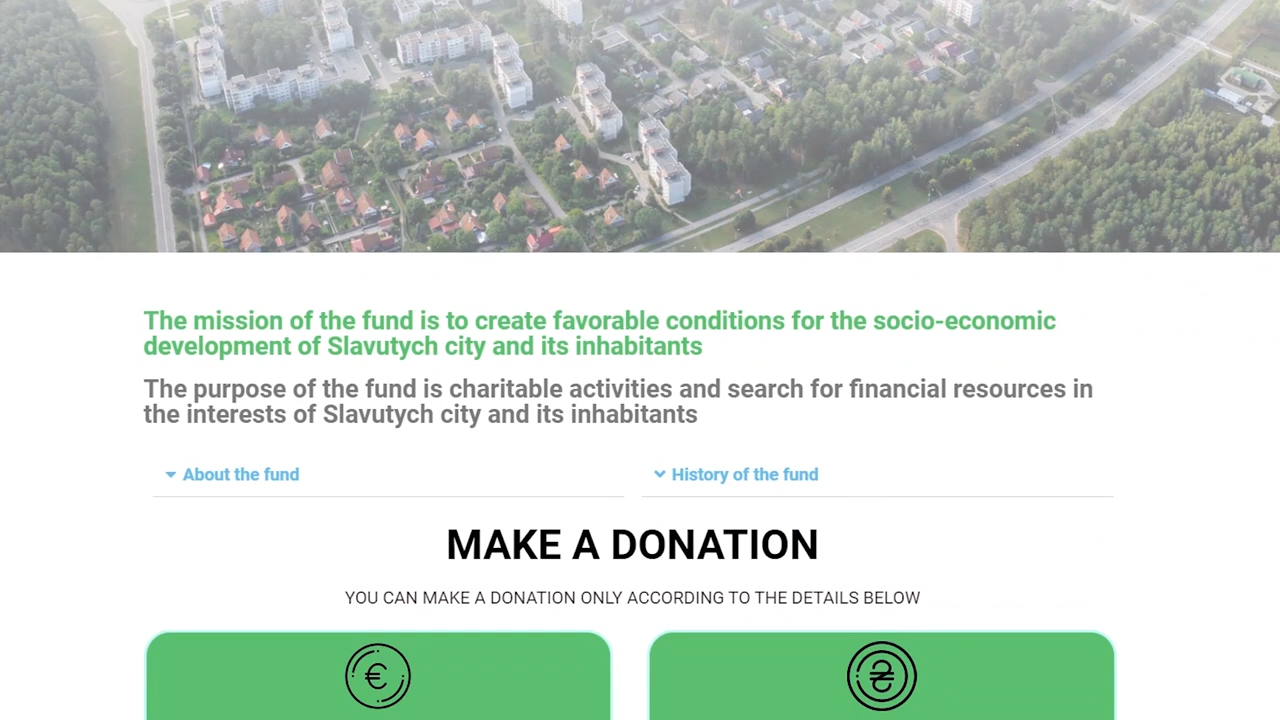 The mission of the fund is to create favorable conditions for the socio-economic
development of Slavutych city and its inhabitants
The purpose of the fund is charitable activities and search for financial resources in
the interests of Slavutych city and its inhabitants
About the fund
History of the fund
MAKE A DONATION
YOU CAN MAKE A DONATION ONLY ACCORDING TO THE DETAILS BELOW
€
₴